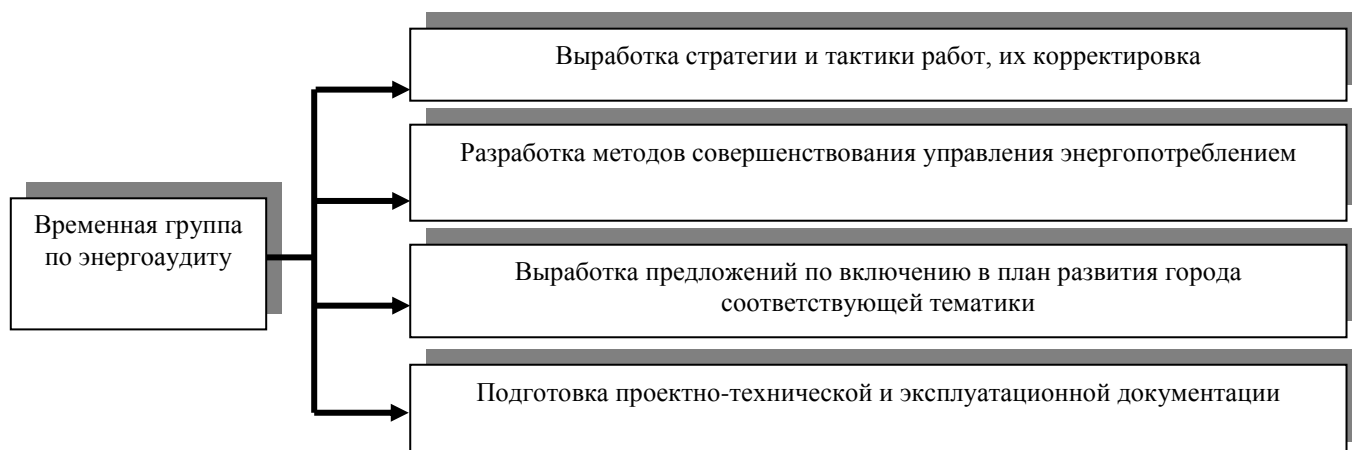 Выработка стратегии и тактики работ, их корректировка
Разработка методов совершенствования управления энергопотреблением
Временная группа
по энергоаудиту
Выработка предложений по включению в план развития города
соответствующей тематики
Подготовка проектно-технической и эксплуатационной документации